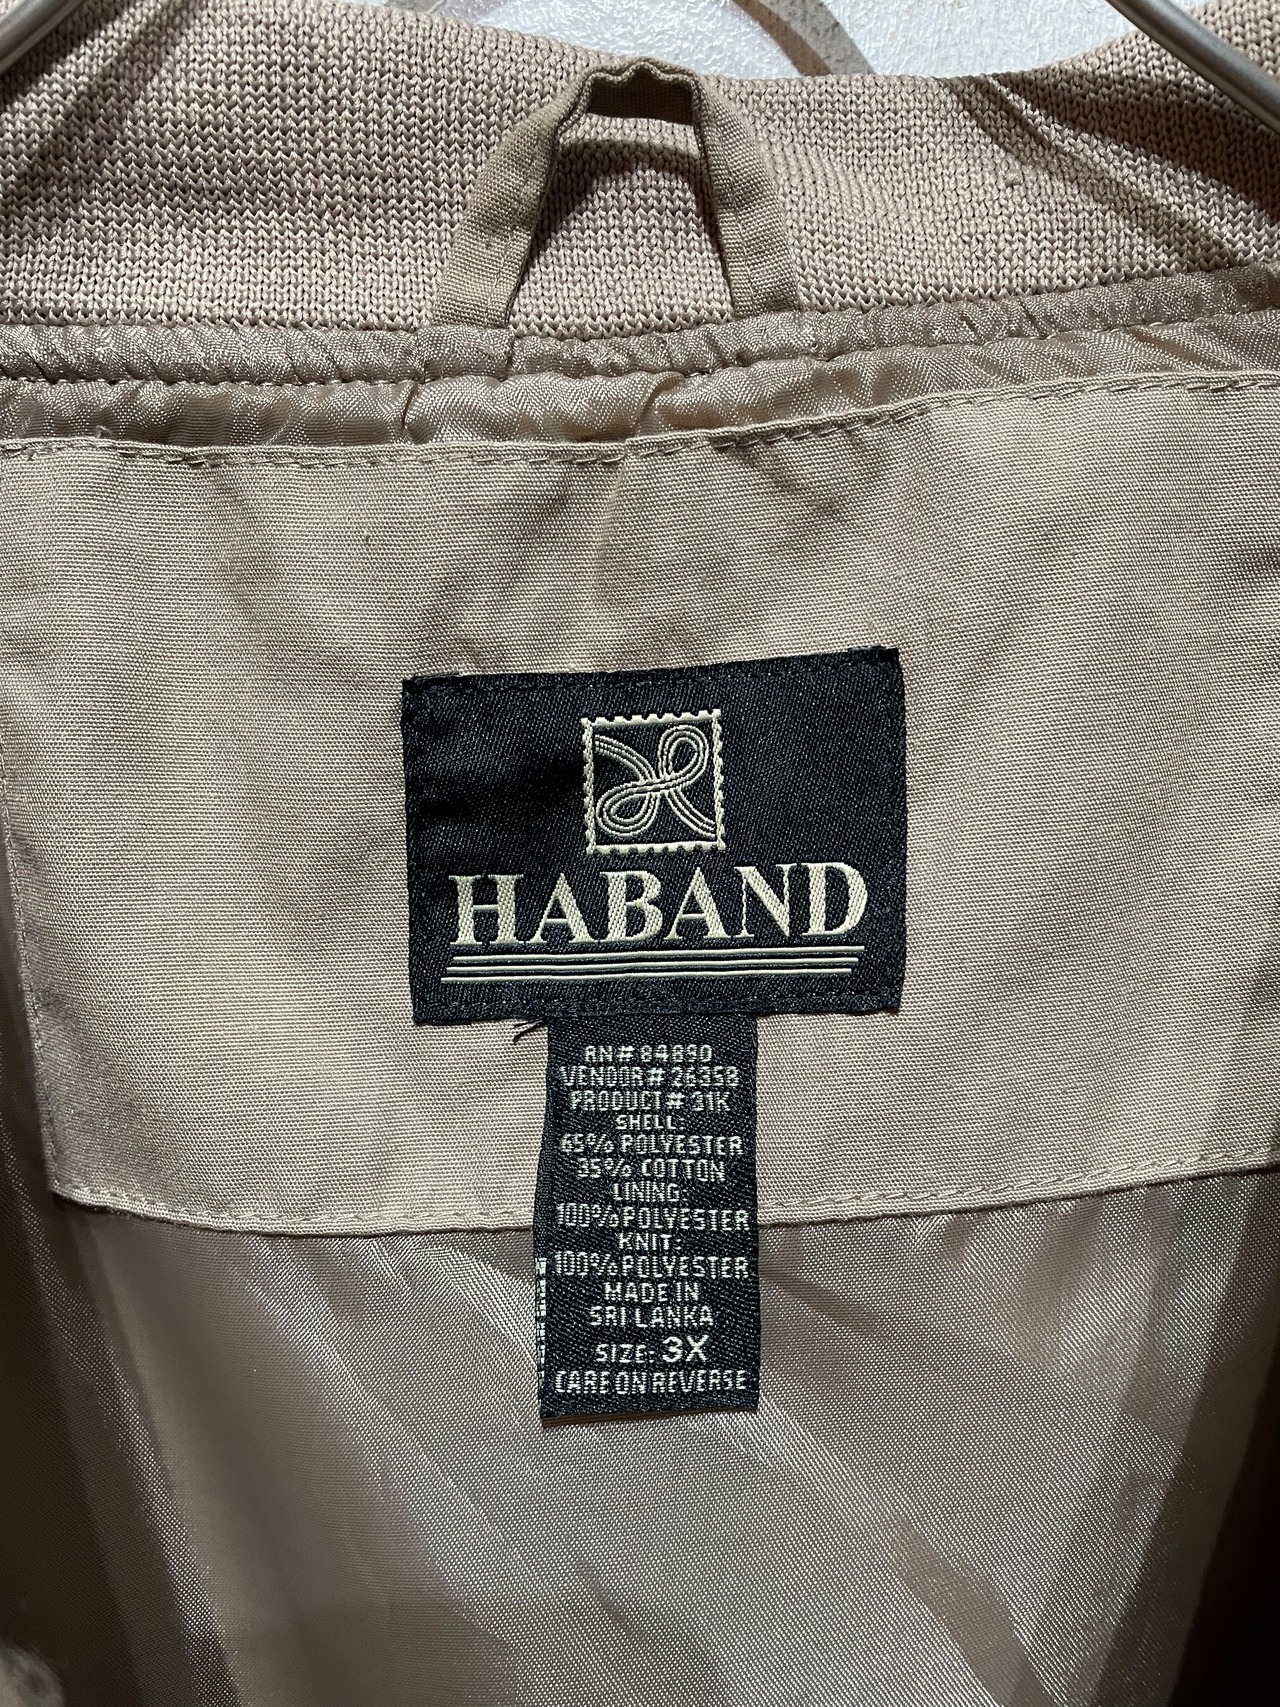 HABAND
RN# 84890
VENDOR# 26358
PRODUCT# 31K
SHELL:
65% POLYESTER
35% COTTON
LINING:
100% POLYESTER
KNIT:
100% POLYESTER
MADE IN
SRI LANKA
SIZE: 3X
CARE ON REVERSE